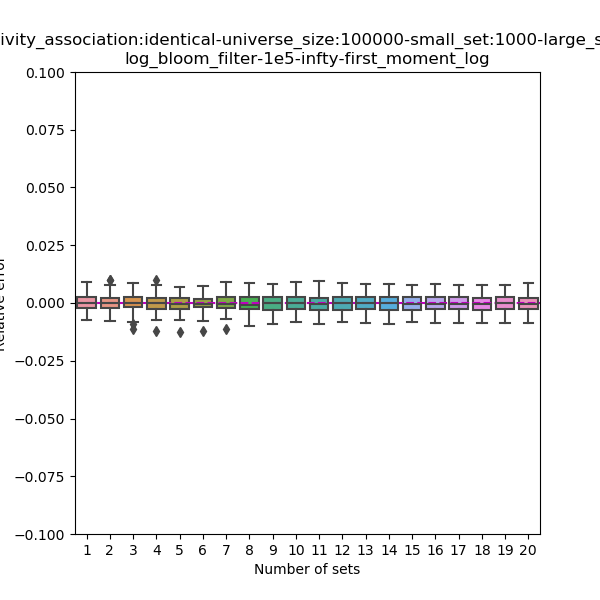 ivity_association:identical-universe_size:100000-small_set:1000-large_s
log_bloom_filter-1e5-infty-first_moment_log
0.100
0.075
0.050
0.025
0.000
−0.025
−0.050
−0.075
−0.100
Relative error
1 2 3 4 5 6 7 8 9 10 11 12 13 14 15 16 17 18 19 20
Number of sets